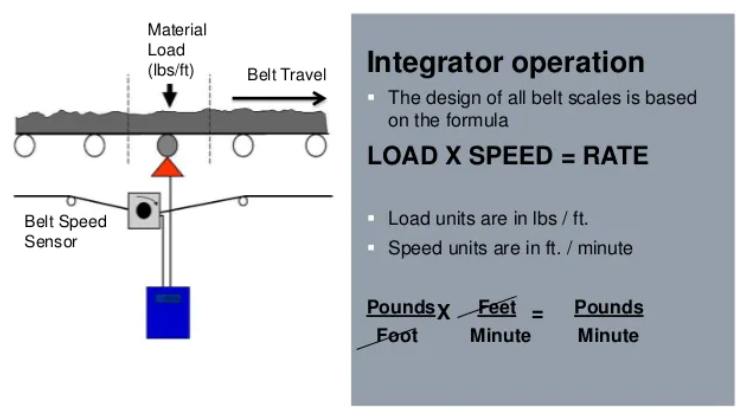 Material
Load
(lbs/ft)
Belt Travel
Belt Speed
Sensor
Integrator operation
▪ The design of all belt scales is based
on the formula
LOAD X SPEED = RATE
▪ Load units are in lbs / ft.
▪ Speed units are in ft. / minute
Pounds X Feet = Pounds
Foot Minute Minute